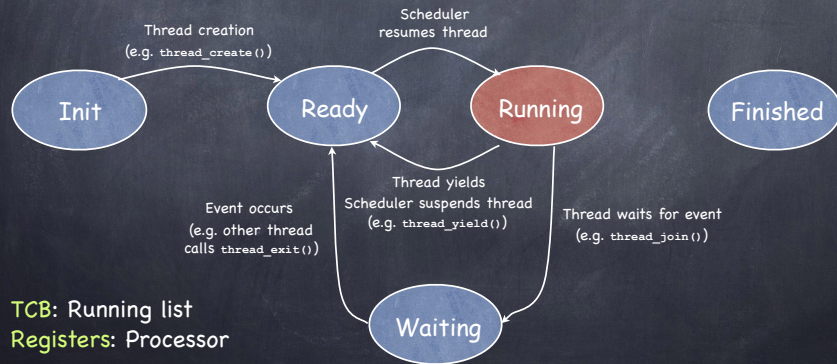 Thread creation
(e.g. thread_create())
Scheduler
resumes thread
Init
Ready
Running
Finished
Event occurs
(e.g. other thread
calls thread_exit())
Thread yields
Scheduler suspends thread
(e.g. thread_yield())
Thread waits for event
(e.g. thread_join())
Waiting
TCB: Running list
Registers: Processor